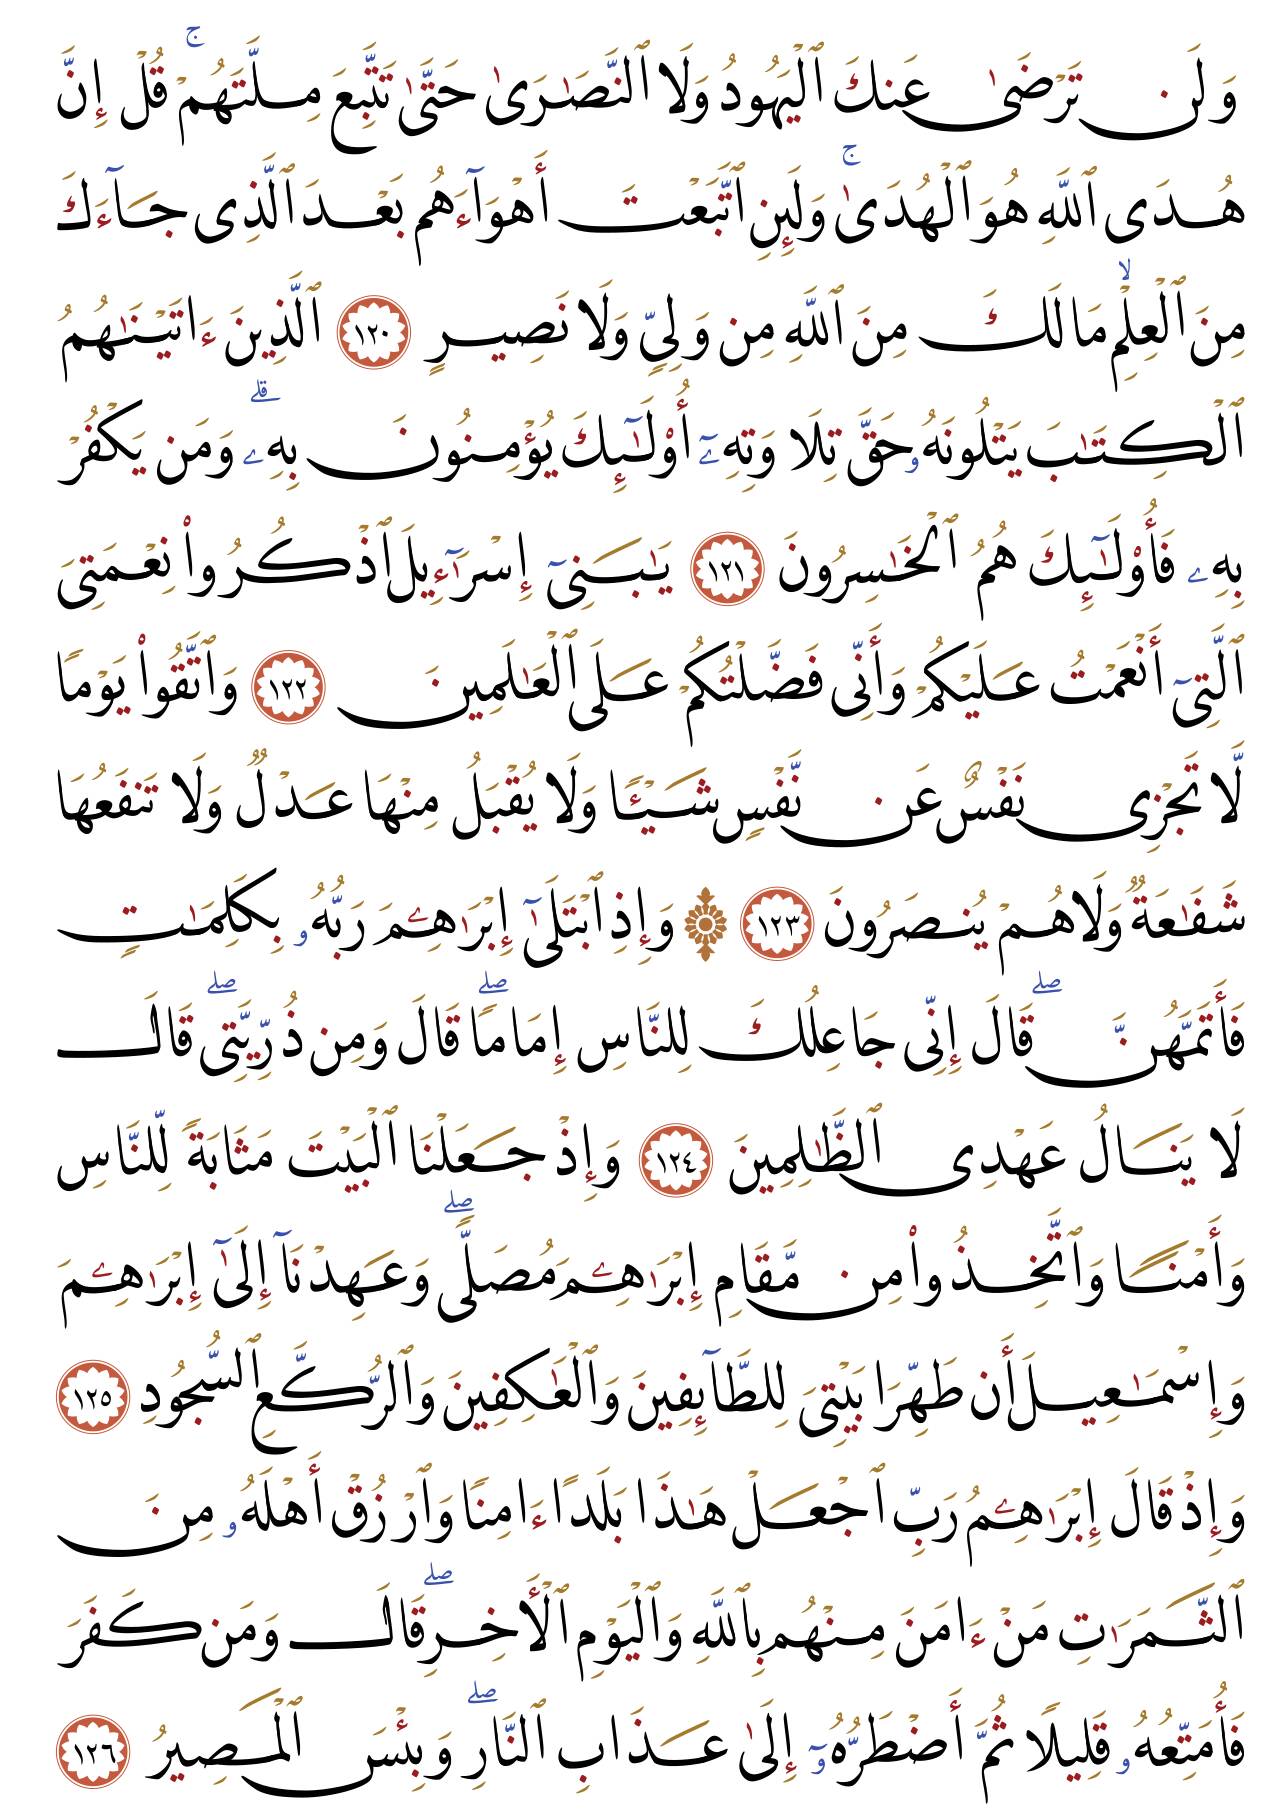 وَلَن تَرْضَىٰ عَنكَ ٱلْيَهُودُ وَلَا ٱلنَّصَـٰرَىٰ حَتَّىٰ تَتَّبِعَ مِلَّتَهُمْ ۚ قُلْ إِنَّ
هُدَى ٱللَّهِ هُوَ ٱلْهُدَىٰ ۚ وَلَئِنِ ٱتَّبَعْتَ أَهْوَآءَهُم بَعْدَ ٱلَّذِى جَآءَكَ
مِنَ ٱلْعِلْمِ ۙ مَا لَكَ مِنَ ٱللَّهِ مِن وَلِىٍّ وَلَا نَصِيرٍ ١٢٠ ٱلَّذِينَ ءَاتَيْنَـٰهُمُ
ٱلْكِتَـٰبَ يَتْلُونَهُۥ حَقَّ تِلَاوَتِهِۦٓ أُو۟لَـٰٓئِكَ يُؤْمِنُونَ بِهِۦ ۗ وَمَن يَكْفُرْ
بِهِۦ فَأُو۟لَـٰٓئِكَ هُمُ ٱلْخَـٰسِرُونَ ١٢١ يَـٰبَنِىٓ إِسْرَٰٓءِيلَ ٱذْكُرُوا۟ نِعْمَتِىَ
ٱلَّتِىٓ أَنْعَمْتُ عَلَيْكُمْ وَأَنِّى فَضَّلْتُكُمْ عَلَى ٱلْعَـٰلَمِينَ ١٢٢ وَٱتَّقُوا۟ يَوْمًا
لَّا تَجْزِى نَفْسٌ عَن نَّفْسٍ شَيْـًٔا وَلَا يُقْبَلُ مِنْهَا عَدْلٌ وَلَا تَنفَعُهَا
شَفَـٰعَةٌ وَلَا هُمْ يُنصَرُونَ ١٢٣ ۞ وَإِذِ ٱبْتَلَىٰٓ إِبْرَٰهِـۧمَ رَبُّهُۥ بِكَلِمَـٰتٍ
فَأَتَمَّهُنَّ ۖ قَالَ إِنِّى جَاعِلُكَ لِلنَّاسِ إِمَامًا ۖ قَالَ وَمِن ذُرِّيَّتِى ۖ قَالَ
لَا يَنَالُ عَهْدِى ٱلظَّـٰلِمِينَ ١٢٤ وَإِذْ جَعَلْنَا ٱلْبَيْتَ مَثَابَةً لِّلنَّاسِ
وَأَمْنًا وَٱتَّخِذُوا۟ مِن مَّقَامِ إِبْرَٰهِـۧمَ مُصَلًّى ۖ وَعَهِدْنَآ إِلَىٰٓ إِبْرَٰهِـۧمَ
وَإِسْمَـٰعِيلَ أَن طَهِّرَا بَيْتِىَ لِلطَّآئِفِينَ وَٱلْعَـٰكِفِينَ وَٱلرُّكَّعِ ٱلسُّجُودِ ١٢٥
وَإِذْ قَالَ إِبْرَٰهِـۧمُ رَبِّ ٱجْعَلْ هَـٰذَا بَلَدًا ءَامِنًا وَٱرْزُقْ أَهْلَهُۥ مِنَ
ٱلثَّمَرَٰتِ مَنْ ءَامَنَ مِنْهُم بِٱللَّهِ وَٱلْيَوْمِ ٱلْـَٔاخِرِ ۖ قَالَ وَمَن كَفَرَ
فَأُمَتِّعُهُۥ قَلِيلًا ثُمَّ أَضْطَرُّهُۥٓ إِلَىٰ عَذَابِ ٱلنَّارِ ۖ وَبِئْسَ ٱلْمَصِيرُ ١٢٦